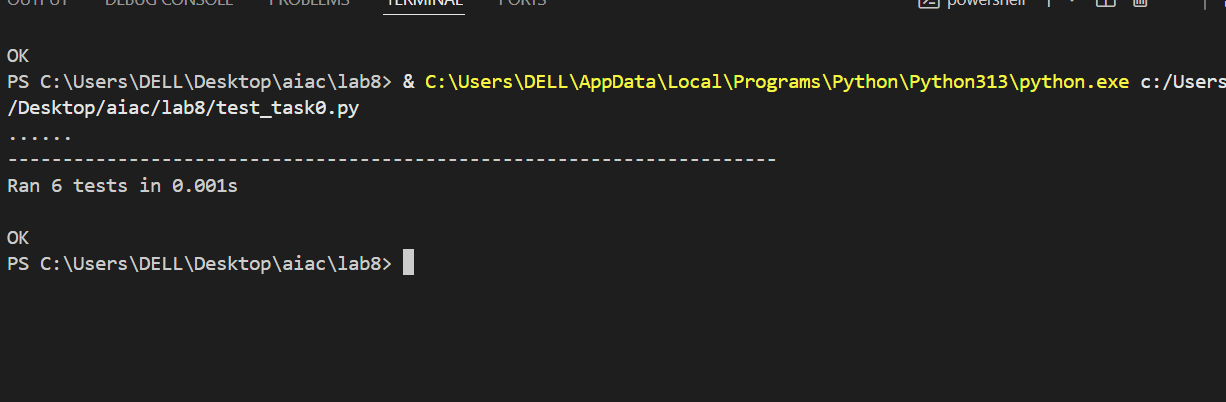 OUTPUT DEBUG CONSOLE PROBLEMS TERMINAL PORTS powershell
OK
PS C:\Users\DELL\Desktop\aiac\lab8> & C:\Users\DELL\AppData\Local\Programs\Python\Python313\python.exe c:/Users
/Desktop/aiac/lab8/test_task0.py
......
----------------------------------------------------------------------
Ran 6 tests in 0.001s
OK
PS C:\Users\DELL\Desktop\aiac\lab8>